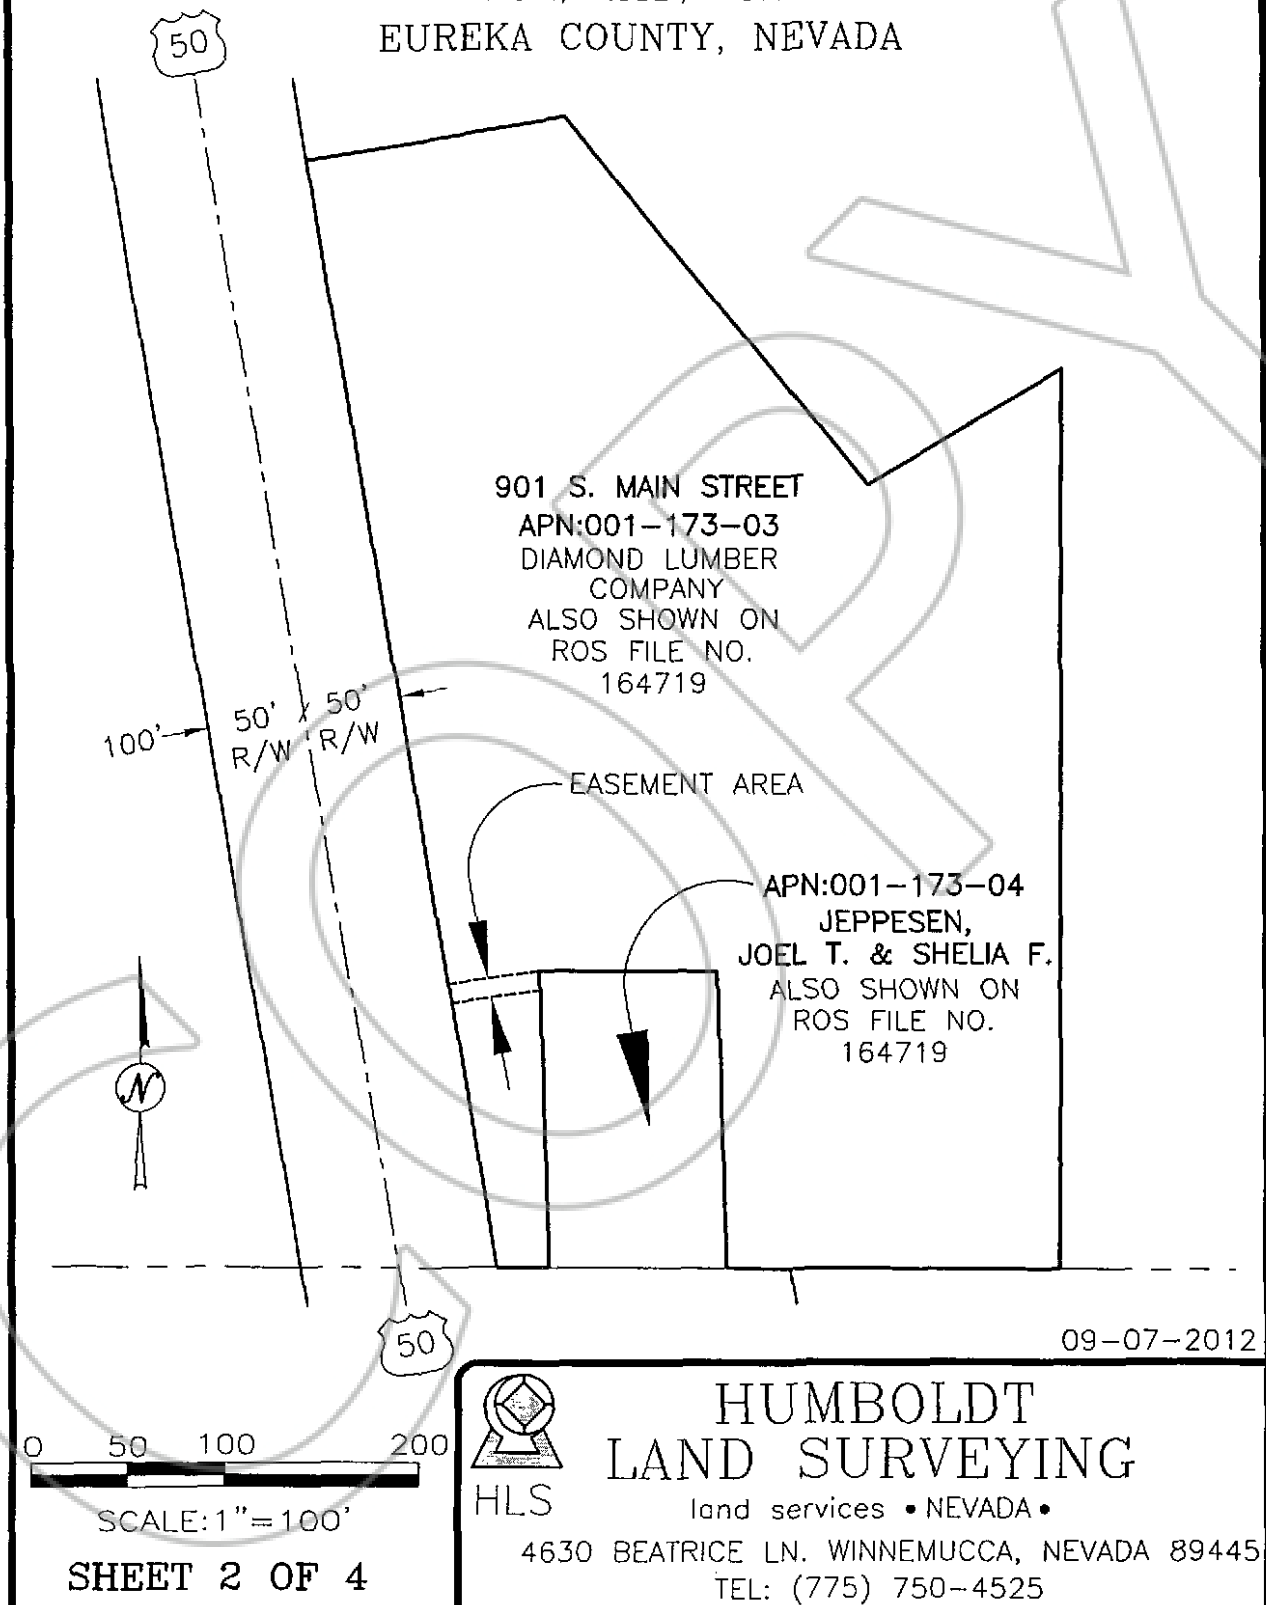 EUREKA COUNTY, NEVADA
50
901 S. MAIN STREET
APN:001-173-03
DIAMOND LUMBER
COMPANY
ALSO SHOWN ON
ROS FILE NO.
164719
100'
50'
R/W
50'
R/W
EASEMENT AREA
APN:001-173-04
JEPPESEN,
JOEL T. & SHELIA F.
ALSO SHOWN ON
ROS FILE NO.
164719
N
50
09-07-2012
0 50 100 200
SCALE: 1"=100'
SHEET 2 OF 4
HLS
HUMBOLDT
LAND SURVEYING
land services • NEVADA •
4630 BEATRICE LN. WINNEMUCCA, NEVADA 89445
TEL: (775) 750-4525
COPY